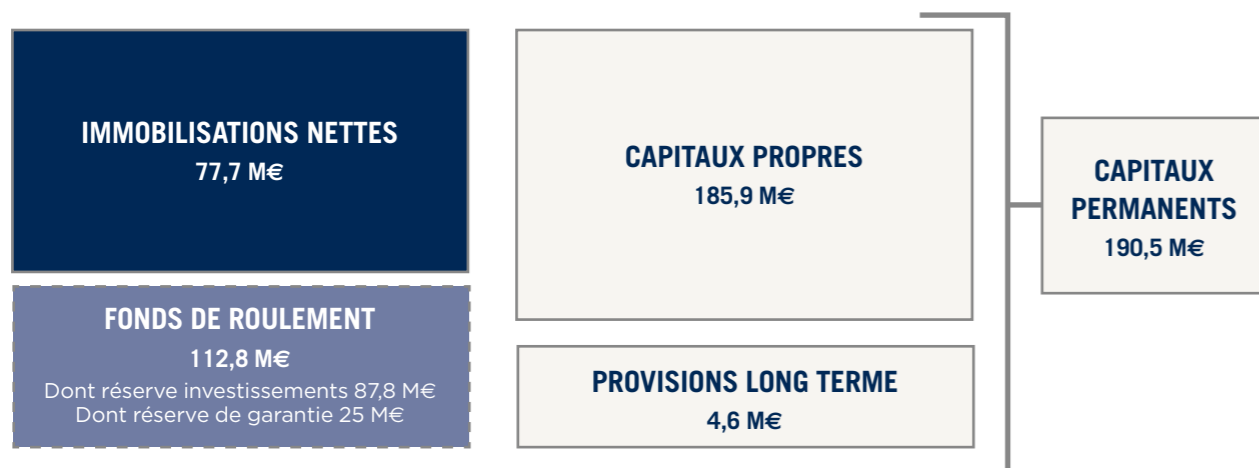 IMMOBILISATIONS NETTES
77,7 M€
FONDS DE ROULEMENT
112,8 M€
Dont réserve investissements 87,8 M€
Dont réserve de garantie 25 M€
CAPITAUX PROPRES
185,9 M€
PROVISIONS LONG TERME
4,6 M€
CAPITAUX
PERMANENTS
190,5 M€